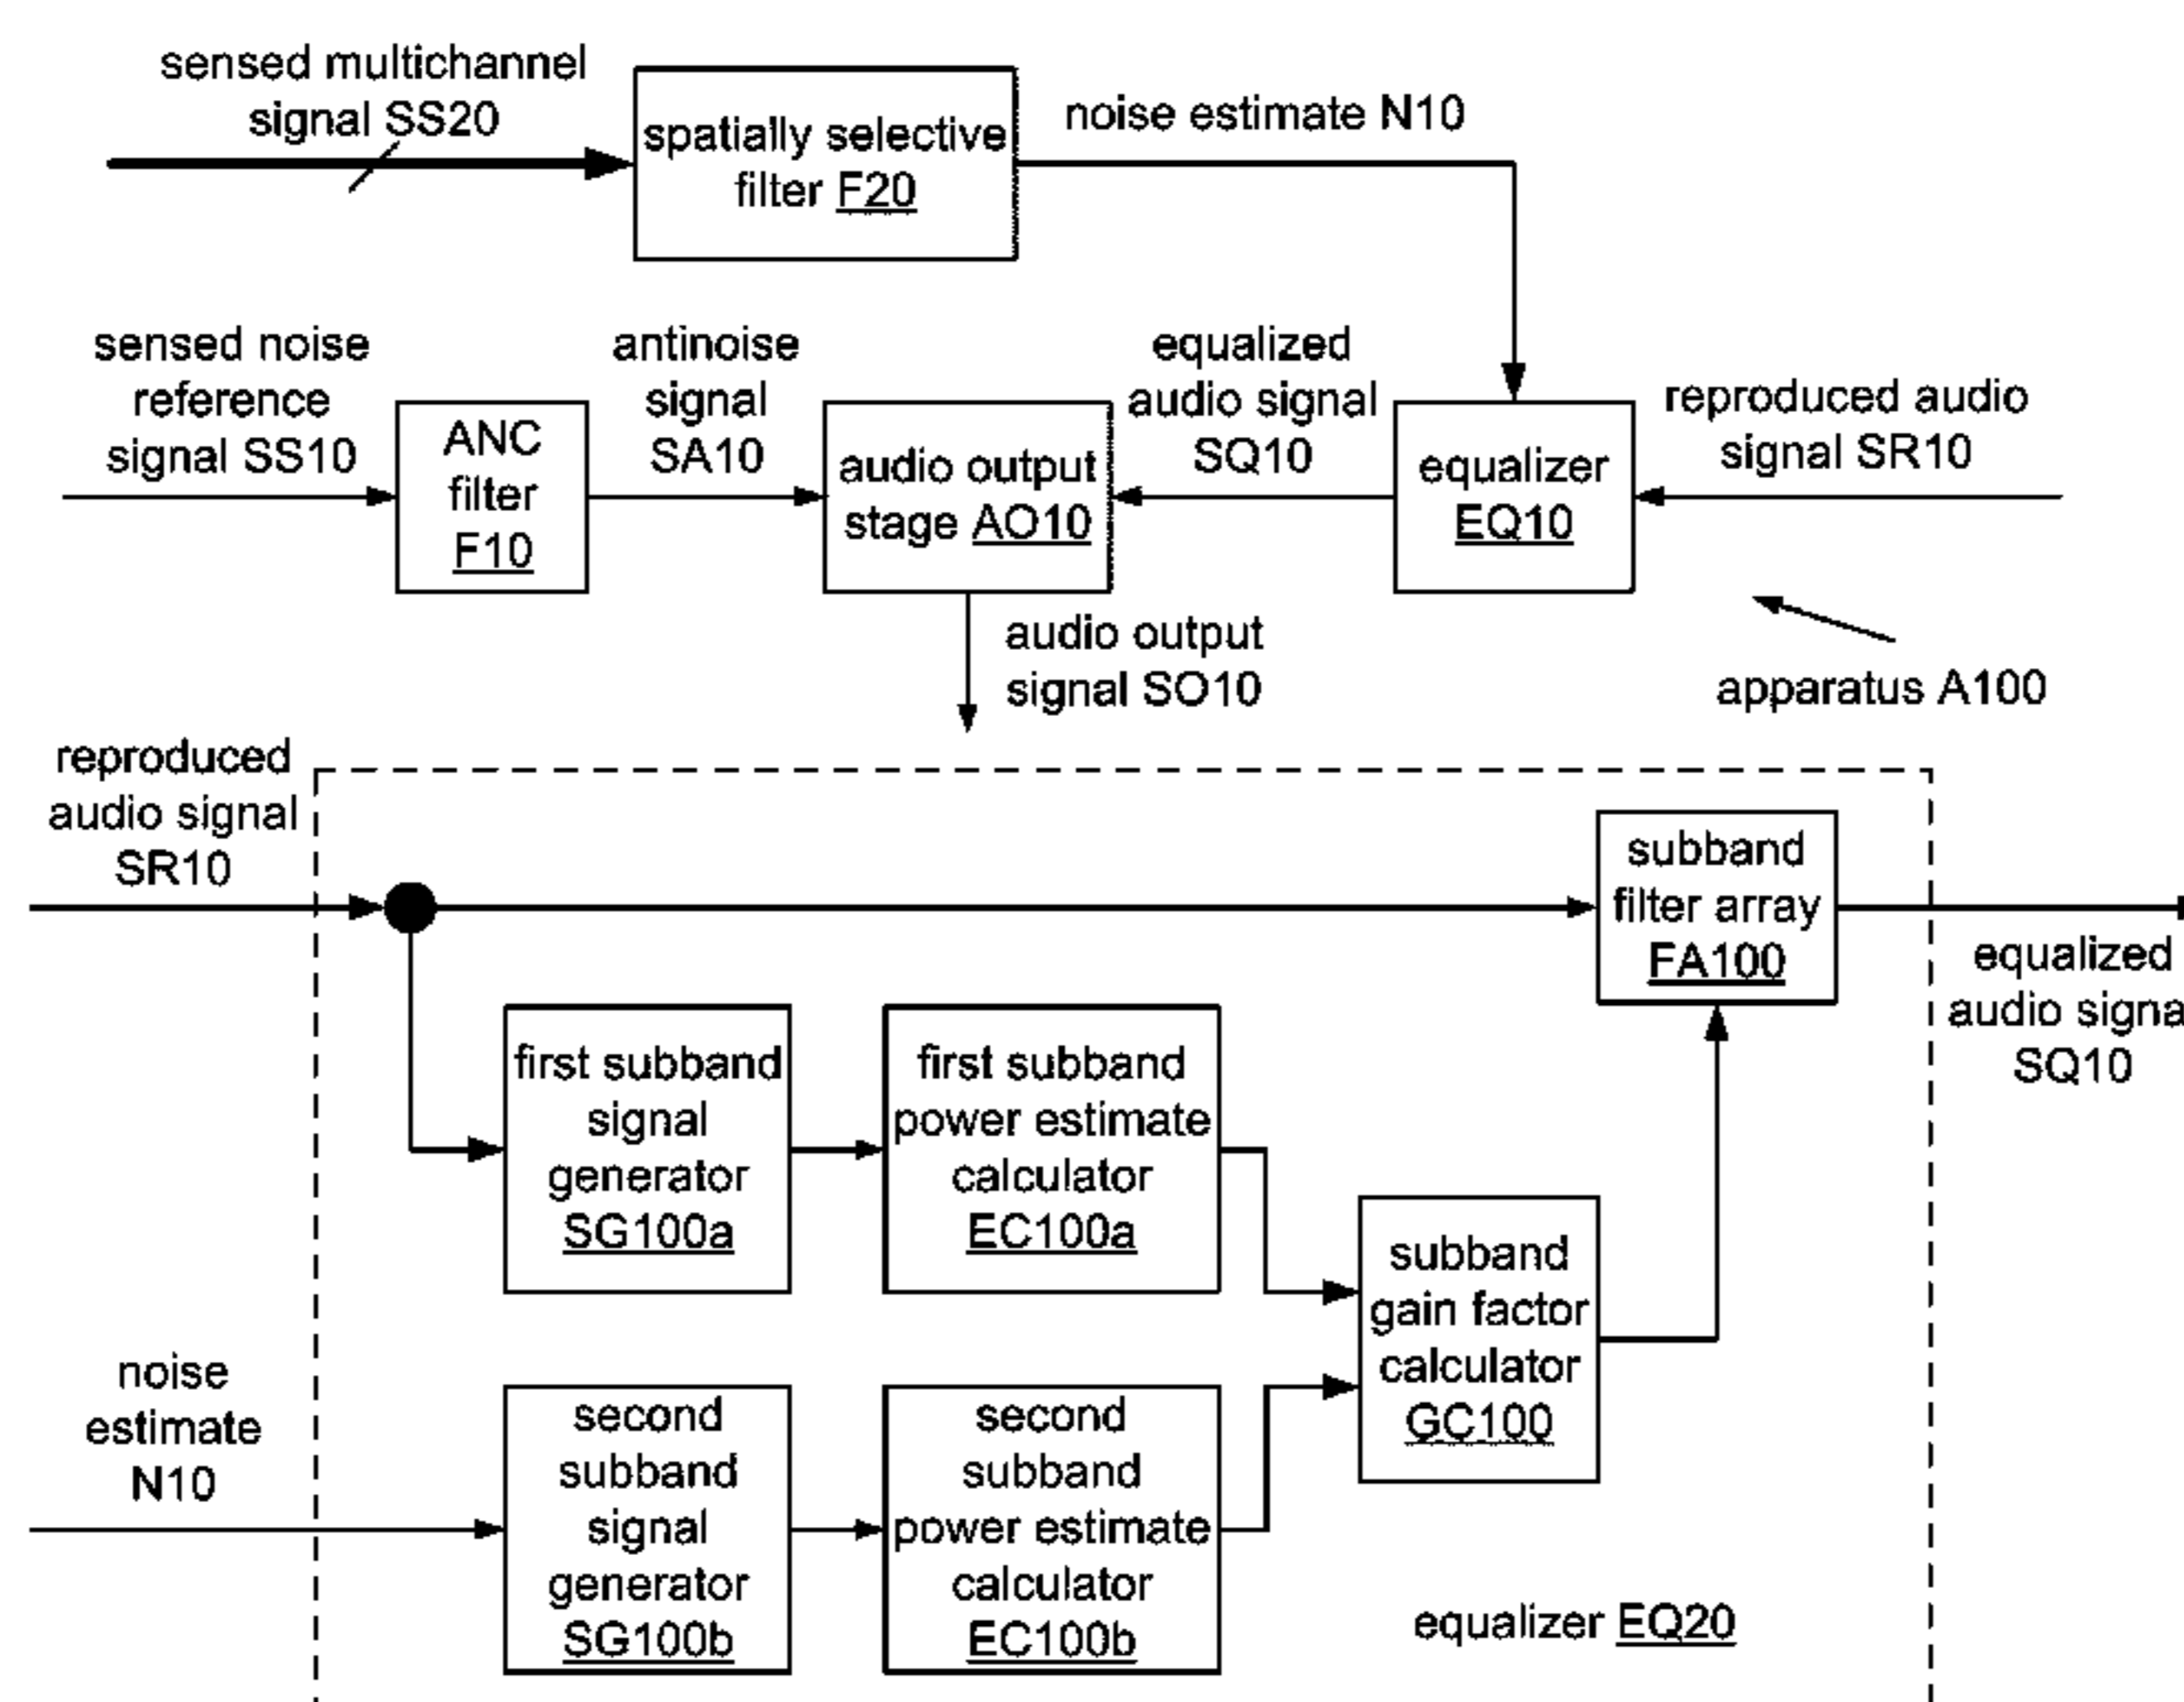 sensed multichannel
signal SS20
spatially selective
filter F20
noise estimate N10
sensed noise
reference
signal SS10
ANC
filter
F10
antinoise
signal
SA10
audio output
stage AO10
equalized
audio signal
SQ10
equalizer
EQ10
reproduced audio
signal SR10
audio output
signal SO10
apparatus A100
reproduced
audio signal
SR10
subband
filter array
FA100
equalized
audio signa
SQ10
first subband
signal
generator
SG100a
first subband
power estimate
calculator
EC100a
subband
gain factor
calculator
GC100
noise
estimate
N10
second
subband
signal
generator
SG100b
second
subband
power estimate
calculator
EC100b
equalizer EQ20